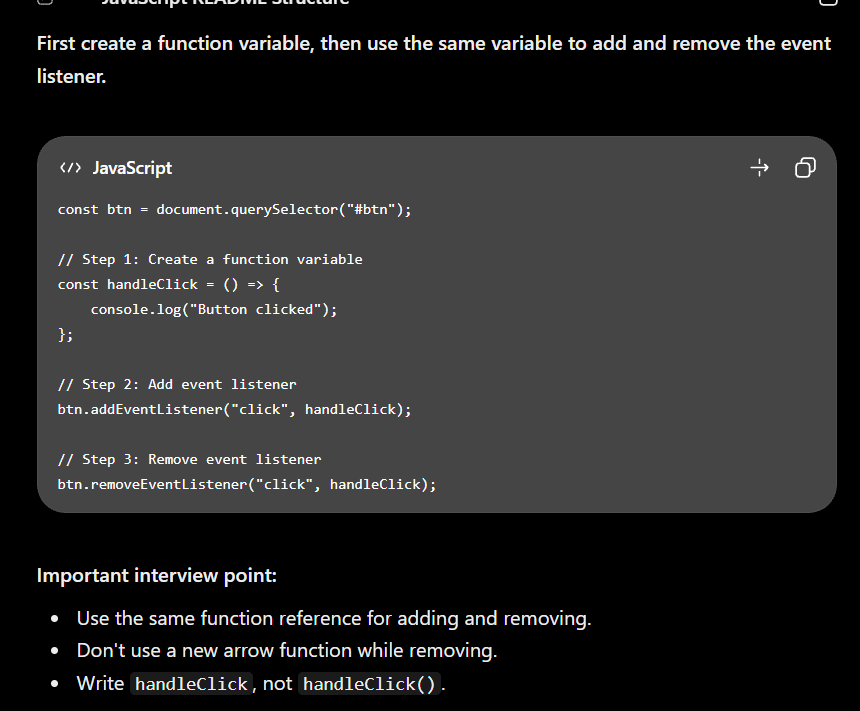 JavaScript README Structure
First create a function variable, then use the same variable to add and remove the event
listener.
</> JavaScript
const btn = document.querySelector("#btn");
// Step 1: Create a function variable
const handleClick = () => {
    console.log("Button clicked");
};
// Step 2: Add event listener
btn.addEventListener("click", handleClick);
// Step 3: Remove event listener
btn.removeEventListener("click", handleClick);
Important interview point:
• Use the same function reference for adding and removing.
• Don't use a new arrow function while removing.
• Write handleClick, not handleClick().